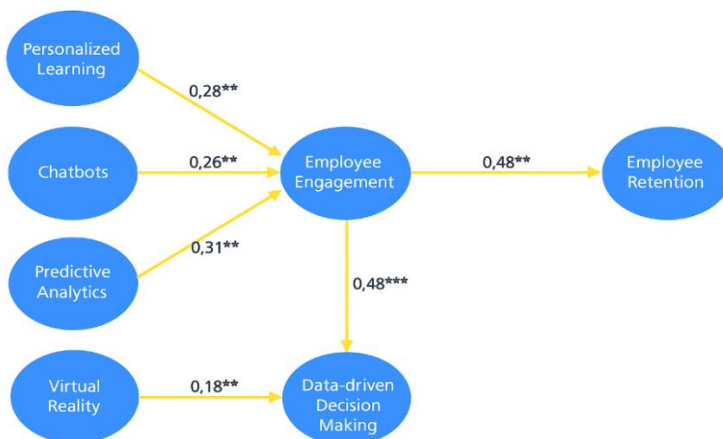 Personalized
Learning
0,28**
Chatbots
0,26**
Employee
Engagement
0,48**
Employee
Retention
Predictive
Analytics
0,31**
0,48***
Virtual
Reality
0,18**
Data-driven
Decision
Making